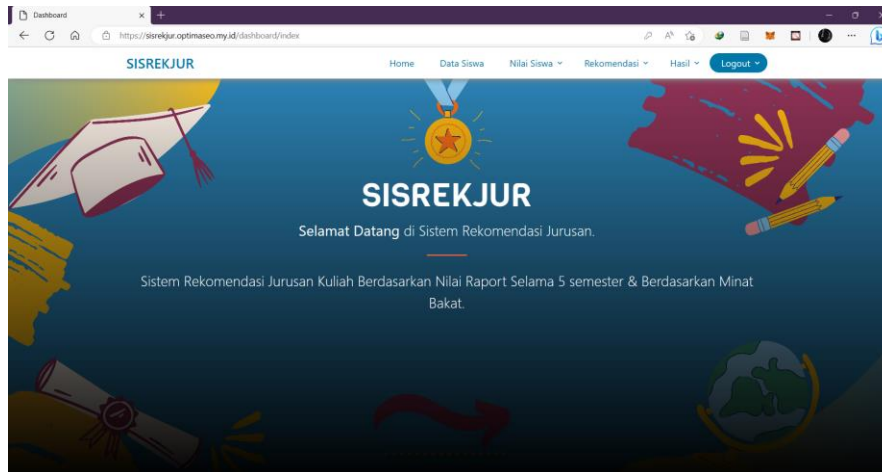 Dashboard
https://sisrekjur.optimaseo.my.id/dashboard/index
SISREKJUR
Home Data Siswa Nilai Siswa Rekomendasi Hasil Logout
SISREKJUR
Selamat Datang di Sistem Rekomendasi Jurusan.
Sistem Rekomendasi Jurusan Kuliah Berdasarkan Nilai Raport Selama 5 semester & Berdasarkan Minat
Bakat.